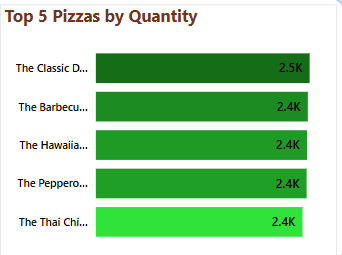 Top 5 Pizzas by Quantity
The Classic D... 2.5K
The Barbecu... 2.4K
The Hawaiia... 2.4K
The Peppero... 2.4K
The Thai Chi... 2.4K